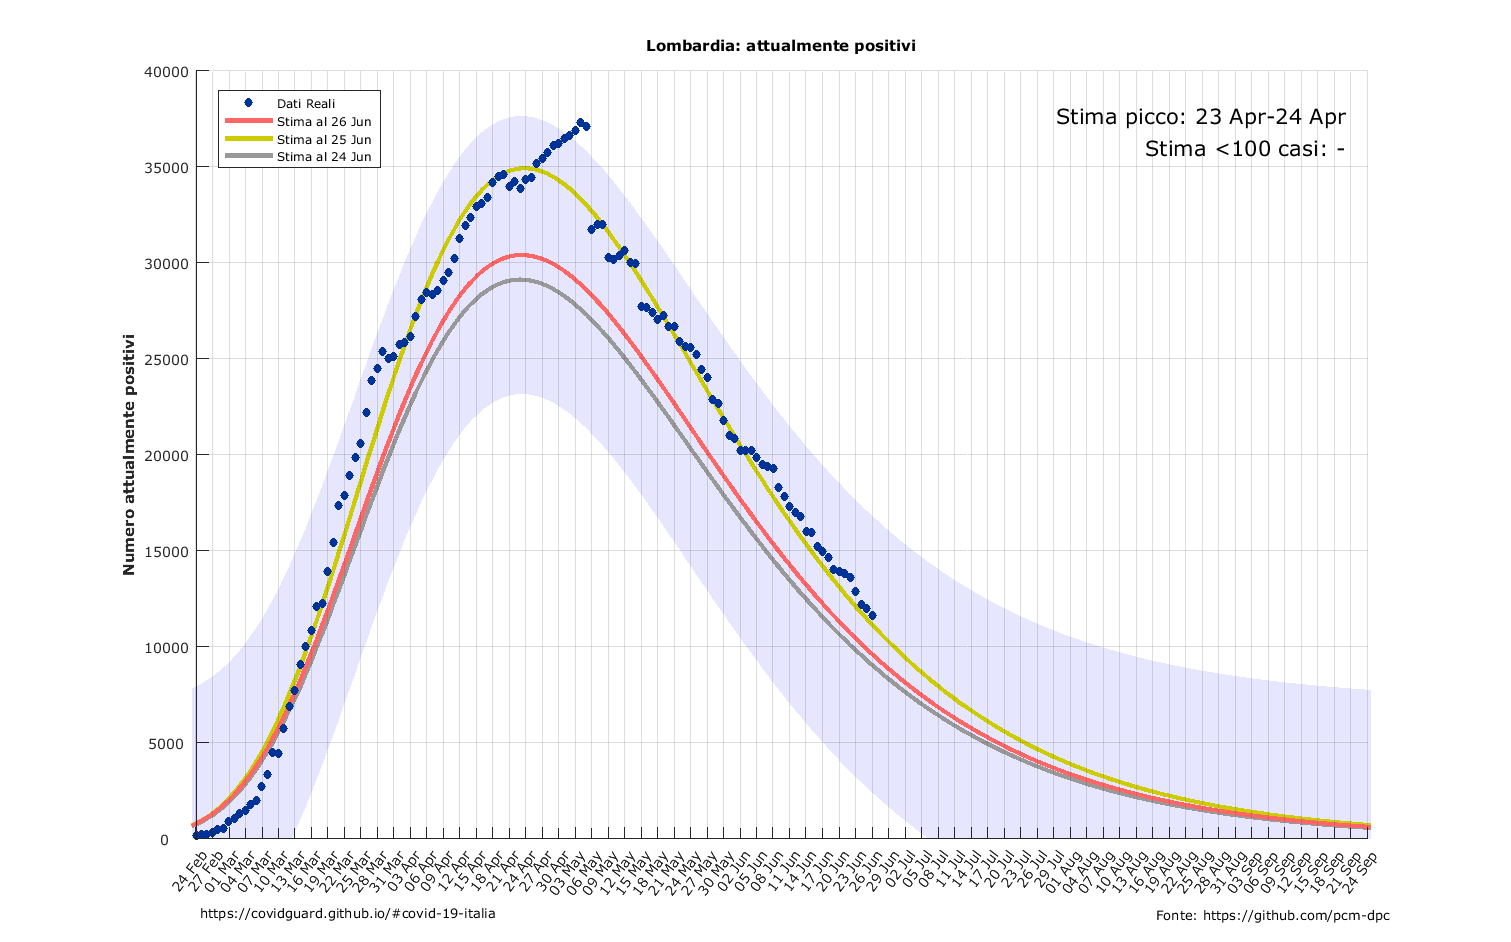 Lombardia: attualmente positivi
40000
35000
30000
25000
20000
15000
10000
5000
0
Numero attualmente positivi
Dati Reali
Stima al 26 Jun
Stima al 25 Jun
Stima al 24 Jun
Stima picco: 23 Apr-24 Apr
Stima <100 casi: -
24 Feb
27 Feb
01 Mar
04 Mar
07 Mar
10 Mar
13 Mar
16 Mar
19 Mar
22 Mar
25 Mar
28 Mar
31 Mar
03 Apr
06 Apr
09 Apr
12 Apr
15 Apr
18 Apr
21 Apr
24 Apr
27 Apr
30 Apr
03 May
06 May
09 May
12 May
15 May
18 May
21 May
24 May
27 May
30 May
02 Jun
05 Jun
08 Jun
11 Jun
14 Jun
17 Jun
20 Jun
23 Jun
26 Jun
29 Jun
02 Jul
05 Jul
08 Jul
11 Jul
14 Jul
17 Jul
20 Jul
23 Jul
26 Jul
29 Jul
01 Aug
04 Aug
07 Aug
10 Aug
13 Aug
16 Aug
19 Aug
22 Aug
25 Aug
28 Aug
31 Aug
03 Sep
06 Sep
09 Sep
12 Sep
15 Sep
18 Sep
21 Sep
24 Sep
https://covidguard.github.io/#covid-19-italia
Fonte: https://github.com/pcm-dpc